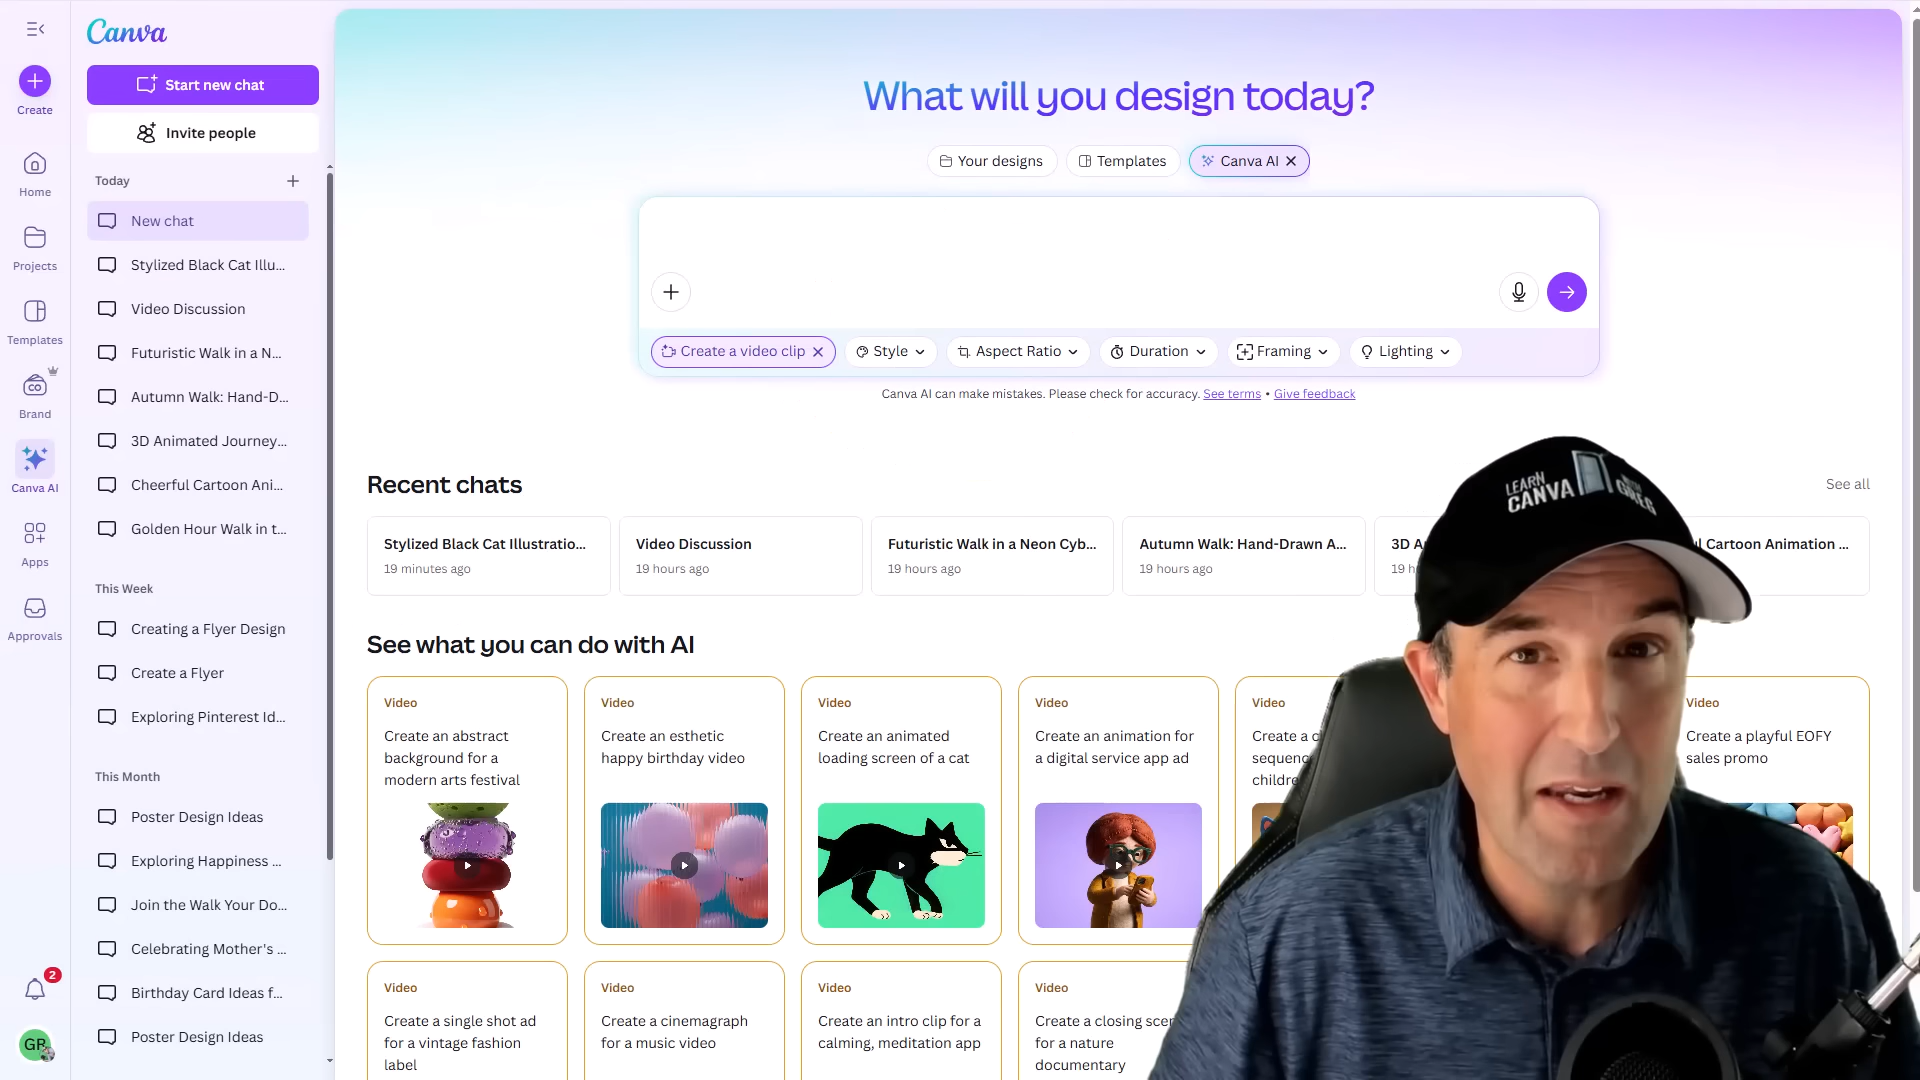 Canva
Create
Home
Projects
Templates
Brand
CO
Canva AI
Apps
Approvals
2
GR
Start new chat
Invite people
Today
New chat
Stylized Black Cat Illu...
Video Discussion
Futuristic Walk in a N...
Autumn Walk: Hand-D...
3D Animated Journey...
Cheerful Cartoon Ani...
Golden Hour Walk in t...
This Week
Creating a Flyer Design
Create a Flyer
Exploring Pinterest Id...
This Month
Poster Design Ideas
Exploring Happiness ...
Join the Walk Your Do...
Celebrating Mother's ...
Birthday Card Ideas f...
Poster Design Ideas
What will you design today?
Your designs
Templates
Canva AI
Create a video clip
Style
Aspect Ratio
Duration
Framing
Lighting
Canva AI can make mistakes. Please check for accuracy. See terms • Give feedback
Recent chats
See all
Stylized Black Cat Illustratio...
19 minutes ago
Video Discussion
19 hours ago
Futuristic Walk in a Neon Cyb...
19 hours ago
Autumn Walk: Hand-Drawn A...
19 hours ago
3D
19
Cartoon Animation ...
LEARN
CANVA
WITH
GREG
See what you can do with AI
Video
Create an abstract
background for a
modern arts festival
Video
Create an esthetic
happy birthday video
Video
Create an animated
loading screen of a cat
Video
Create an animation for
a digital service app ad
Video
Create a
Video
Create a playful EOFY
sales promo
Video
Create a single shot ad
for a vintage fashion
label
Video
Create a cinemagraph
for a music video
Video
Create an intro clip for a
calming, meditation app
Video
Create a closing
for a nature
documentary